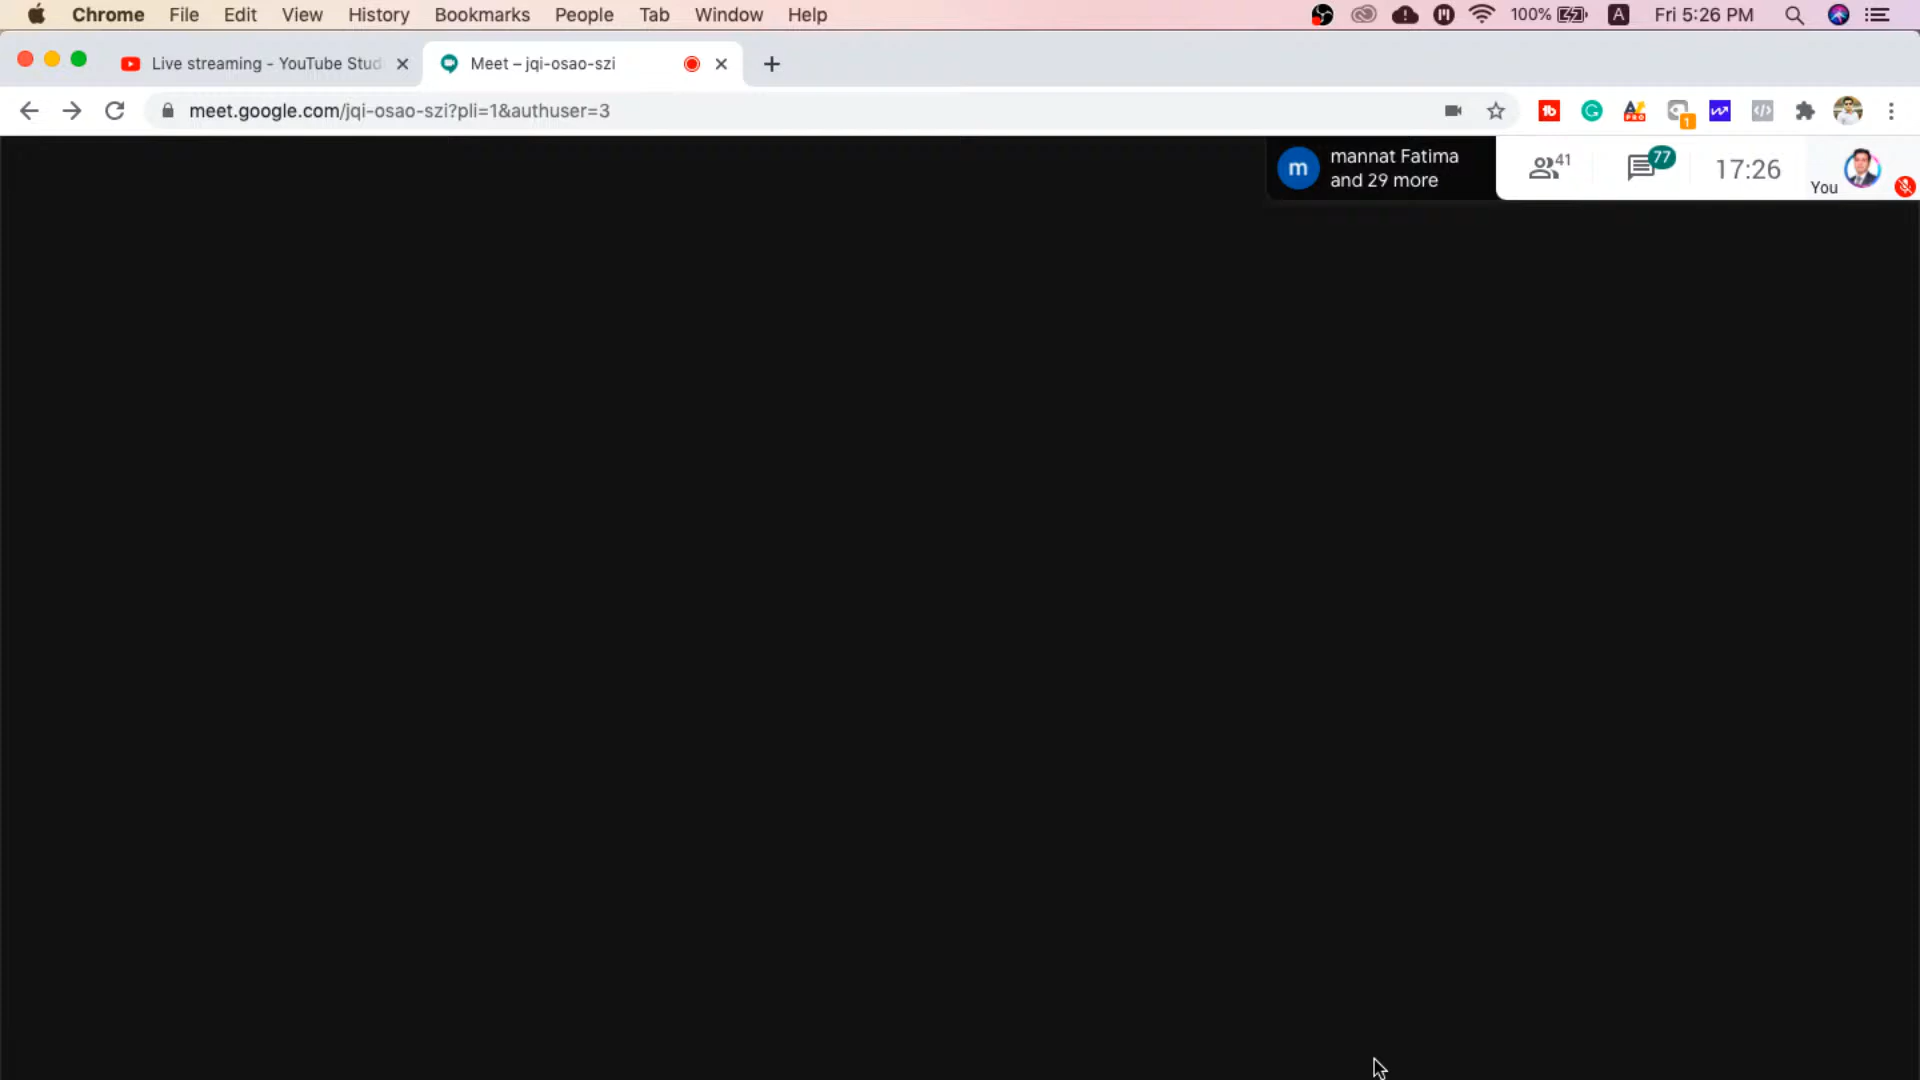 Chrome File Edit View History Bookmarks People Tab Window Help 100% A Fri 5:26 PM
Live streaming - YouTube Stud Meet – jqi-osao-szi
meet.google.com/jqi-osao-szi?pli=1&authuser=3 1
m mannat Fatima
and 29 more
41 77 17:26 You